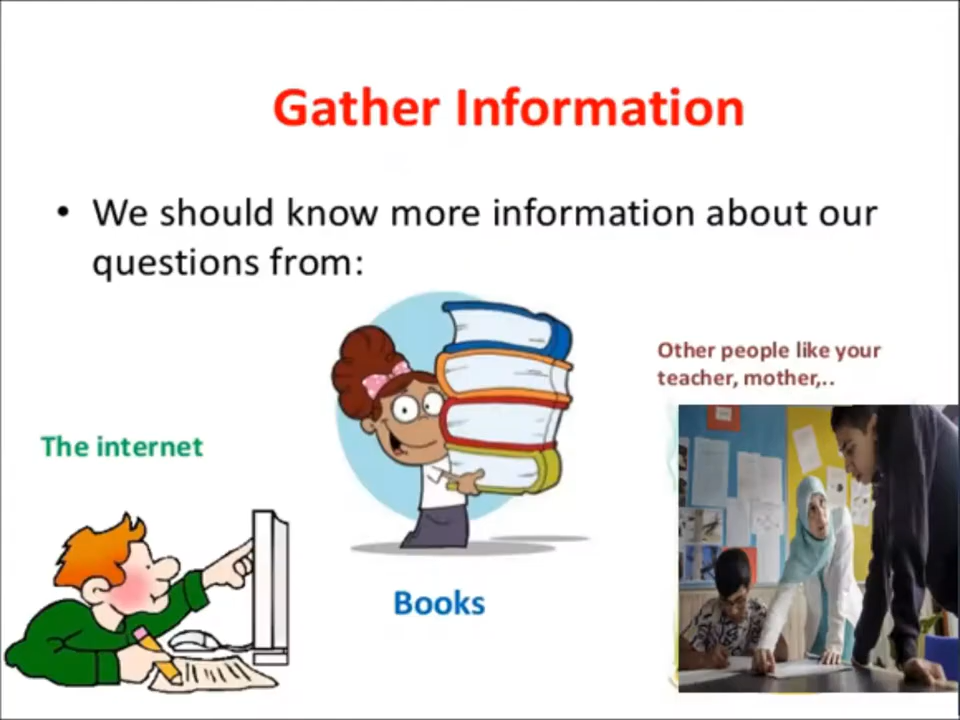 Gather Information
• We should know more information about our
questions from:
Other people like your
teacher, mother,..
The internet
Books